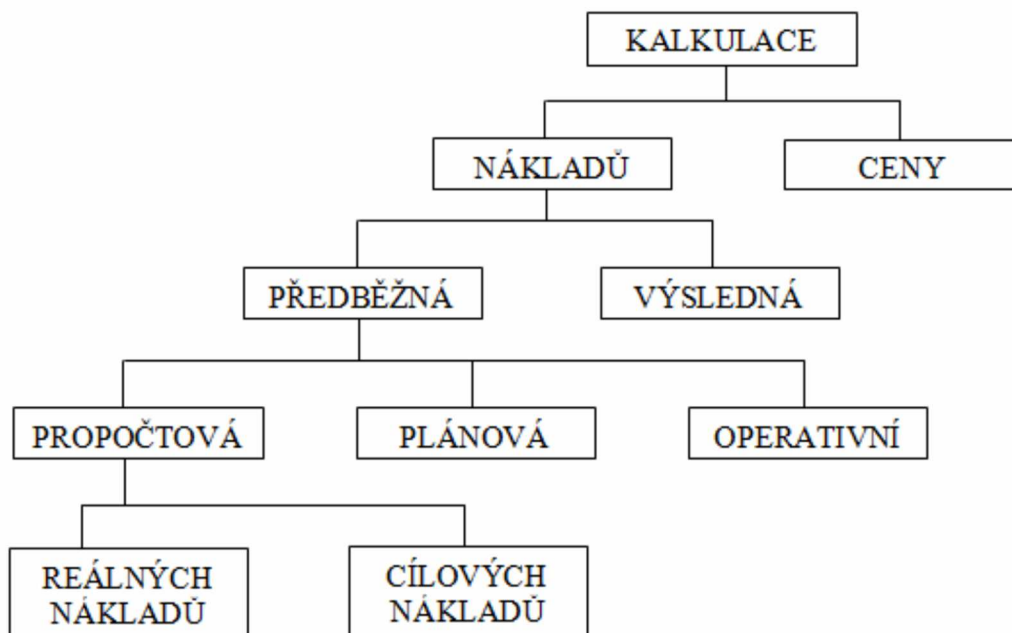 KALKULACE
NÁKLADŮ
CENY
PŘEDBĚŽNÁ
VÝSLEDNÁ
PROPOČTOVÁ
PLÁNOVÁ
OPERATIVNÍ
REÁLNÝCH
NÁKLADŮ
CÍLOVÝCH
NÁKLADŮ